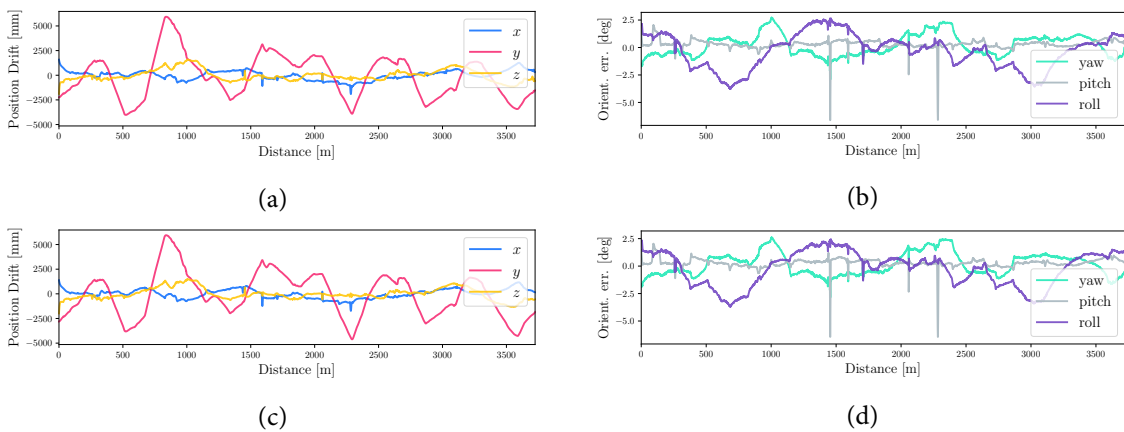 Position Drift [mm]
5000
2500
0
−2500
−5000
0 500 1000 1500 2000 2500 3000 3500
Distance [m]
x
y
z
(a)
Orient. err. [deg]
2.5
0.0
−2.5
−5.0
0 500 1000 1500 2000 2500 3000 3500
Distance [m]
yaw
pitch
roll
(b)
Position Drift [mm]
5000
2500
0
−2500
−5000
0 500 1000 1500 2000 2500 3000 3500
Distance [m]
x
y
z
(c)
Orient. err. [deg]
2.5
0.0
−2.5
−5.0
0 500 1000 1500 2000 2500 3000 3500
Distance [m]
yaw
pitch
roll
(d)